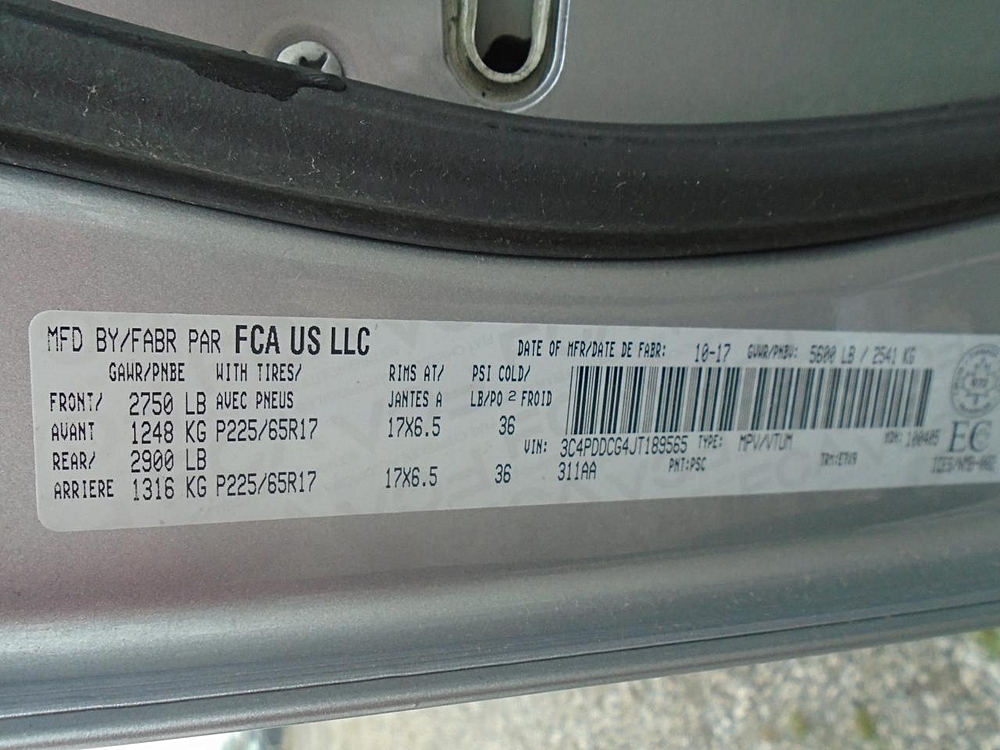 MFD BY/FABR PAR FCA US LLC
DATE OF MFR/DATE DE FABR: 10-17 GVWR/PNBV: 5600 LB / 2541 KG
GAWR/PNBE WITH TIRES/ RIMS AT/ PSI COLD/
FRONT/ 2750 LB AVEC PNEUS JANTES A LB/PO 2 FROID
AVANT 1248 KG P225/65R17 17X6.5 36
VIN: 3C4PDDCG4JT189565 TYPE: MPV/VTUM MDH: 100405
REAR/ 2900 LB
ARRIERE 1316 KG P225/65R17 17X6.5 36
311AA PNT:PSC
EC